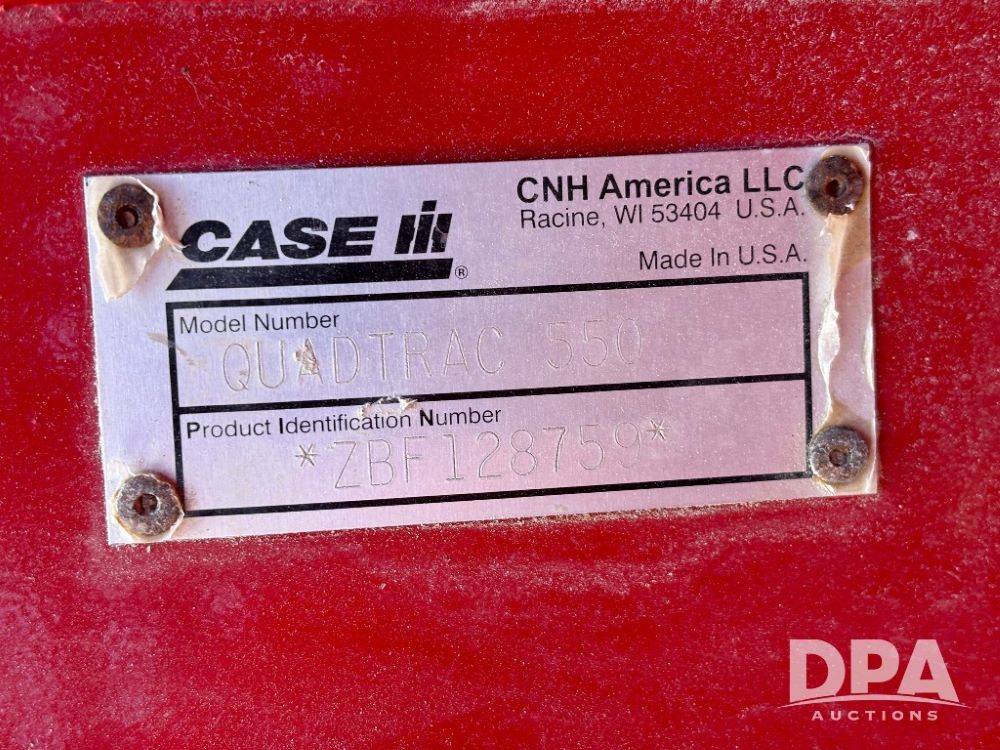 CASE IH
®
CNH America LLC
Racine, WI 53404 U.S.A.
Made In U.S.A.
Model Number
QUADTRAC 550
Product Identification Number
*ZBF128759*
DPA
AUCTIONS